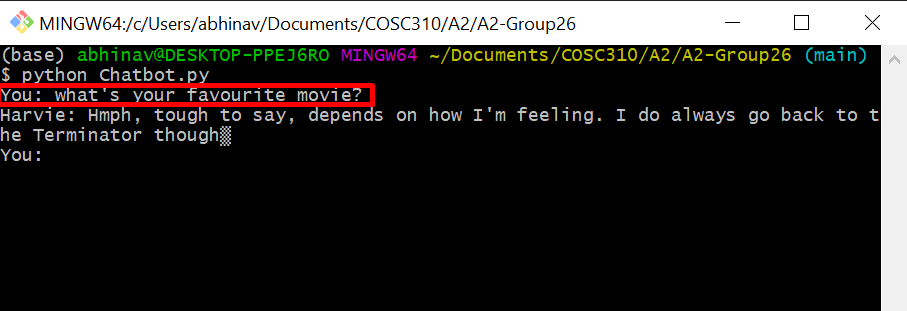 MINGW64:/c/Users/abhinav/Documents/COSC310/A2/A2-Group26
(base) abhinav@DESKTOP-PPEJ6RO MINGW64 ~/Documents/COSC310/A2/A2-Group26 (main)
$ python Chatbot.py
You: what's your favourite movie?
Harvie: Hmph, tough to say, depends on how I'm feeling. I do always go back to t
he Terminator though▒
You: